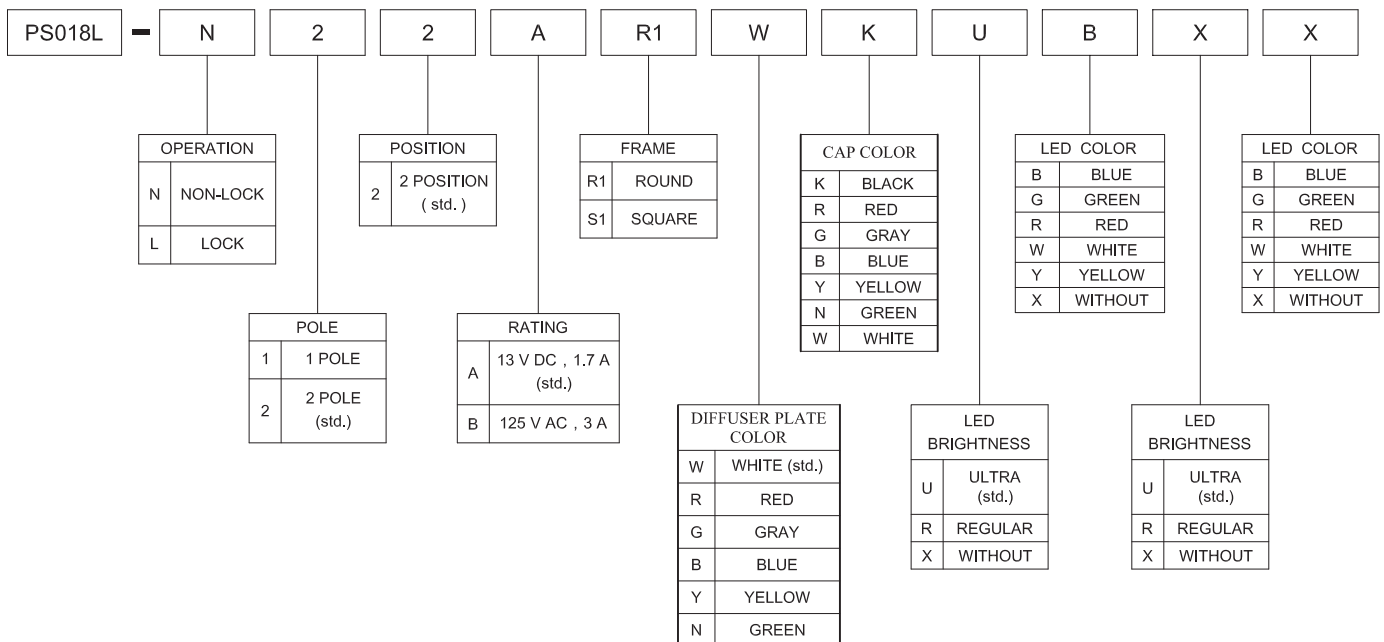 PS018L - N 2 2 A R1 W K U B X X
OPERATION
N NON-LOCK
L LOCK
POSITION
2 2 POSITION
( std. )
FRAME
R1 ROUND
S1 SQUARE
CAP COLOR
K BLACK
R RED
G GRAY
B BLUE
Y YELLOW
N GREEN
W WHITE
LED COLOR
B BLUE
G GREEN
R RED
W WHITE
Y YELLOW
X WITHOUT
LED COLOR
B BLUE
G GREEN
R RED
W WHITE
Y YELLOW
X WITHOUT
POLE
1 1 POLE
2 2 POLE
(std.)
RATING
A 13 V DC , 1.7 A
(std.)
B 125 V AC , 3 A
DIFFUSER PLATE
COLOR
W WHITE (std.)
R RED
G GRAY
B BLUE
Y YELLOW
N GREEN
LED
BRIGHTNESS
U ULTRA
(std.)
R REGULAR
X WITHOUT
LED
BRIGHTNESS
U ULTRA
(std.)
R REGULAR
X WITHOUT